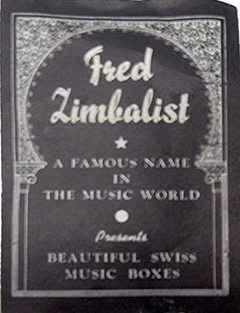 Fred
Zimbalist
A FAMOUS NAME
IN
THE MUSIC WORLD
Presents
BEAUTIFUL SWISS
MUSIC BOXES